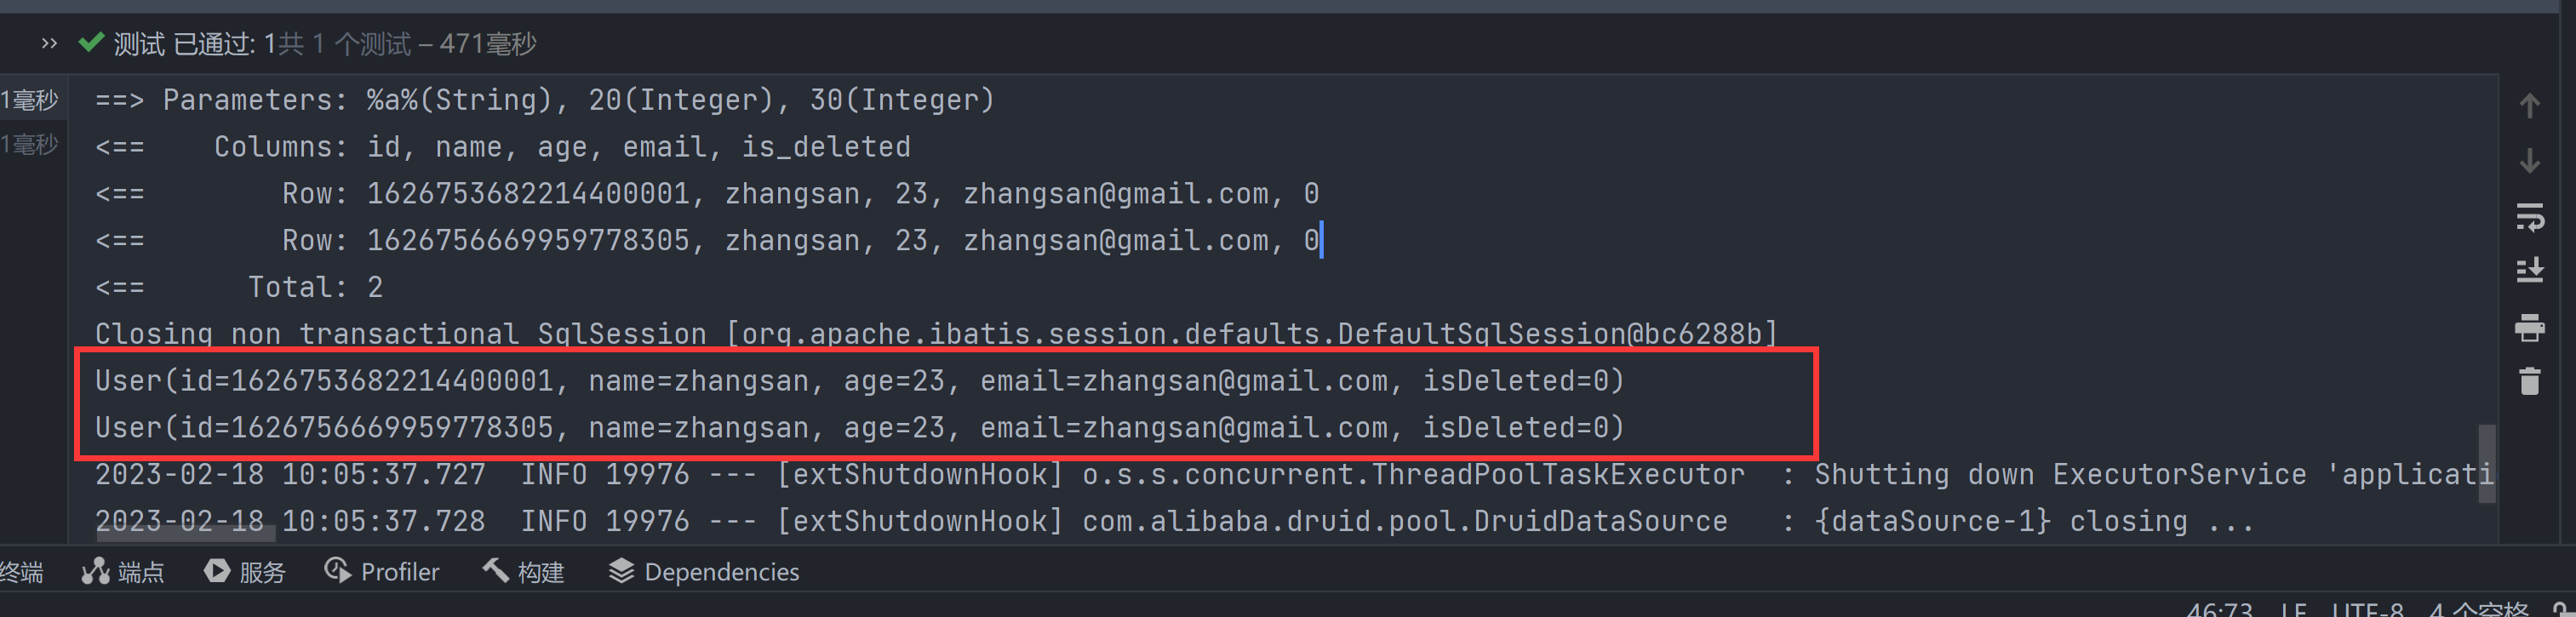 » 测试 已通过: 1共 1 个测试 – 471毫秒
1毫秒
1毫秒
==> Parameters: %a%(String), 20(Integer), 30(Integer)
<==    Columns: id, name, age, email, is_deleted
<==        Row: 1626753682214400001, zhangsan, 23, zhangsan@gmail.com, 0
<==        Row: 1626756669959778305, zhangsan, 23, zhangsan@gmail.com, 0
<==      Total: 2
Closing non transactional SqlSession [org.apache.ibatis.session.defaults.DefaultSqlSession@bc6288b]
User(id=1626753682214400001, name=zhangsan, age=23, email=zhangsan@gmail.com, isDeleted=0)
User(id=1626756669959778305, name=zhangsan, age=23, email=zhangsan@gmail.com, isDeleted=0)
2023-02-18 10:05:37.727  INFO 19976 --- [extShutdownHook] o.s.s.concurrent.ThreadPoolTaskExecutor  : Shutting down ExecutorService 'applicati
2023-02-18 10:05:37.728  INFO 19976 --- [extShutdownHook] com.alibaba.druid.pool.DruidDataSource   : {dataSource-1} closing ...
终端 端点 服务 Profiler 构建 Dependencies
46:73 LF UTF-8 4 个空格